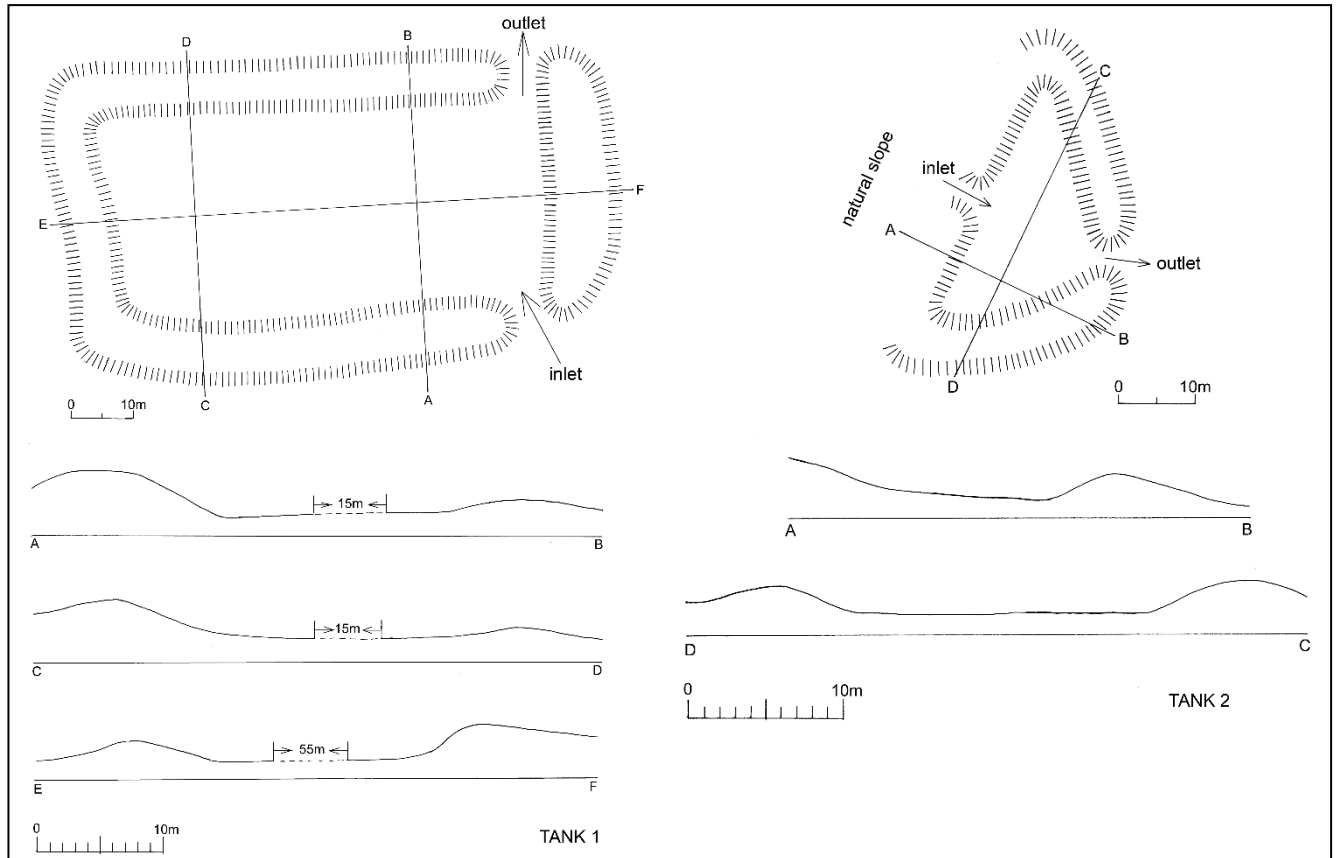 outlet
D
B
E
F
C
A
inlet
0 10m
15m
A B
15m
C D
55m
E F
0 10m
TANK 1
C
natural slope
inlet
A
outlet
B
D
0 10m
A B
D C
0 10m
TANK 2